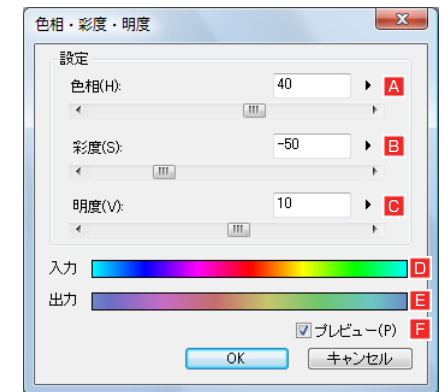 色相・彩度・明度
設定
色相(H): 40 A
彩度(S): -50 B
明度(V): 10 C
入力 D
出力 E
プレビュー(P) F
OK キャンセル